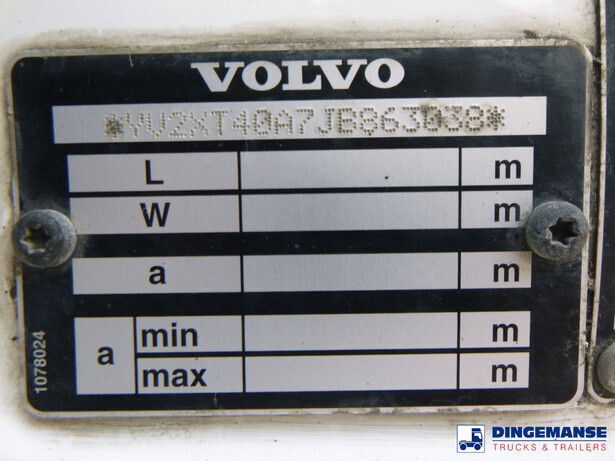 VOLVO
*YV2XT40A7JB863038*
L m
W m
a m
a min m
max m
1078024
DINGEMANSE
TRUCKS & TRAILERS